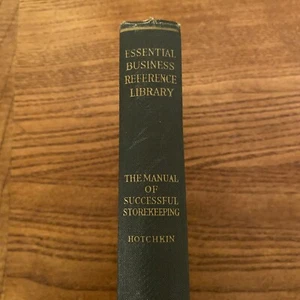 ESSENTIAL
BUSINESS
REFERENCE
LIBRARY
THE MANUAL
OF
SUCCESSFUL
STOREKEEPING
HOTCHKIN